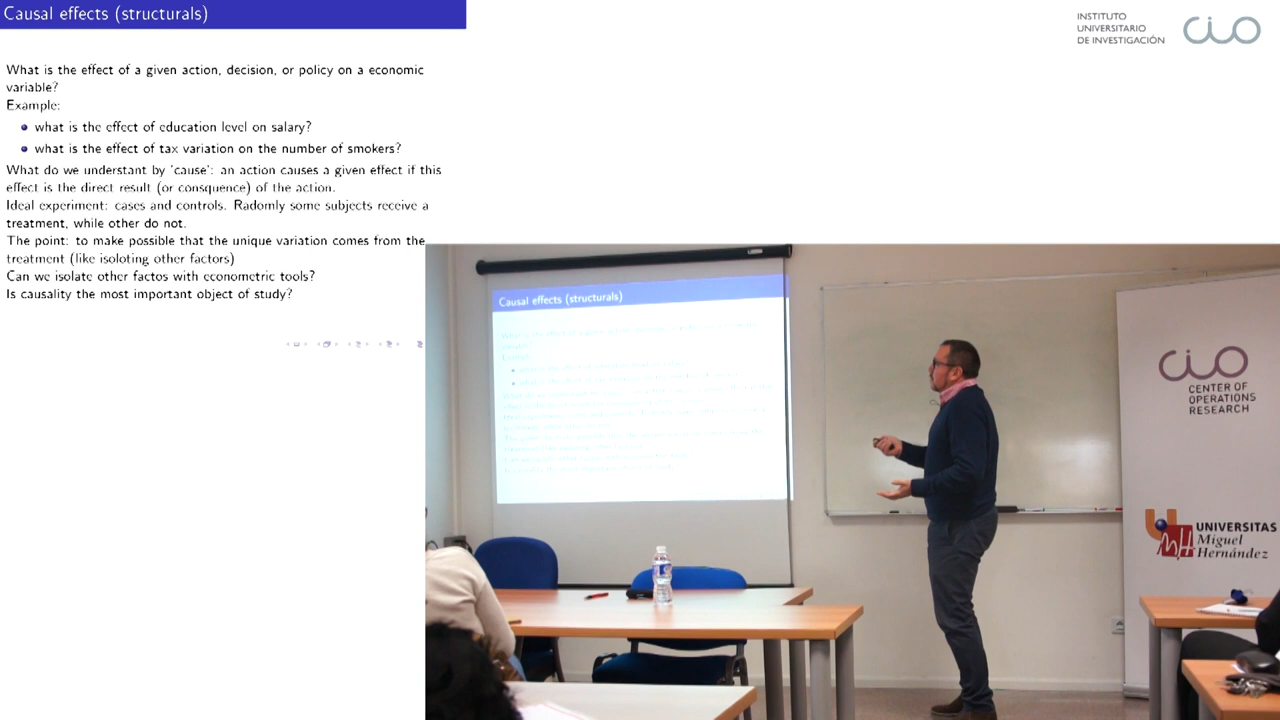 Causal effects (structurals)
INSTITUTO
UNIVERSITARIO
DE INVESTIGACIÓN
cio
What is the effect of a given action, decision, or policy on a economic
variable?
Example:
what is the effect of education level on salary?
what is the effect of tax variation on the number of smokers?
What do we understant by 'cause': an action causes a given effect if this
effect is the direct result (or consquence) of the action.
Ideal experiment: cases and controls. Radomly some subjects receive a
treatment, while other do not.
The point: to make possible that the unique variation comes from the
treatment (like isoloting other factors)
Can we isolate other factos with econometric tools?
Is causality the most important object of study?
Causal effects (structurals)
cio
CENTER OF
OPERATIONS
RESEARCH
UNIVERSITAS
Miguel
Hernández